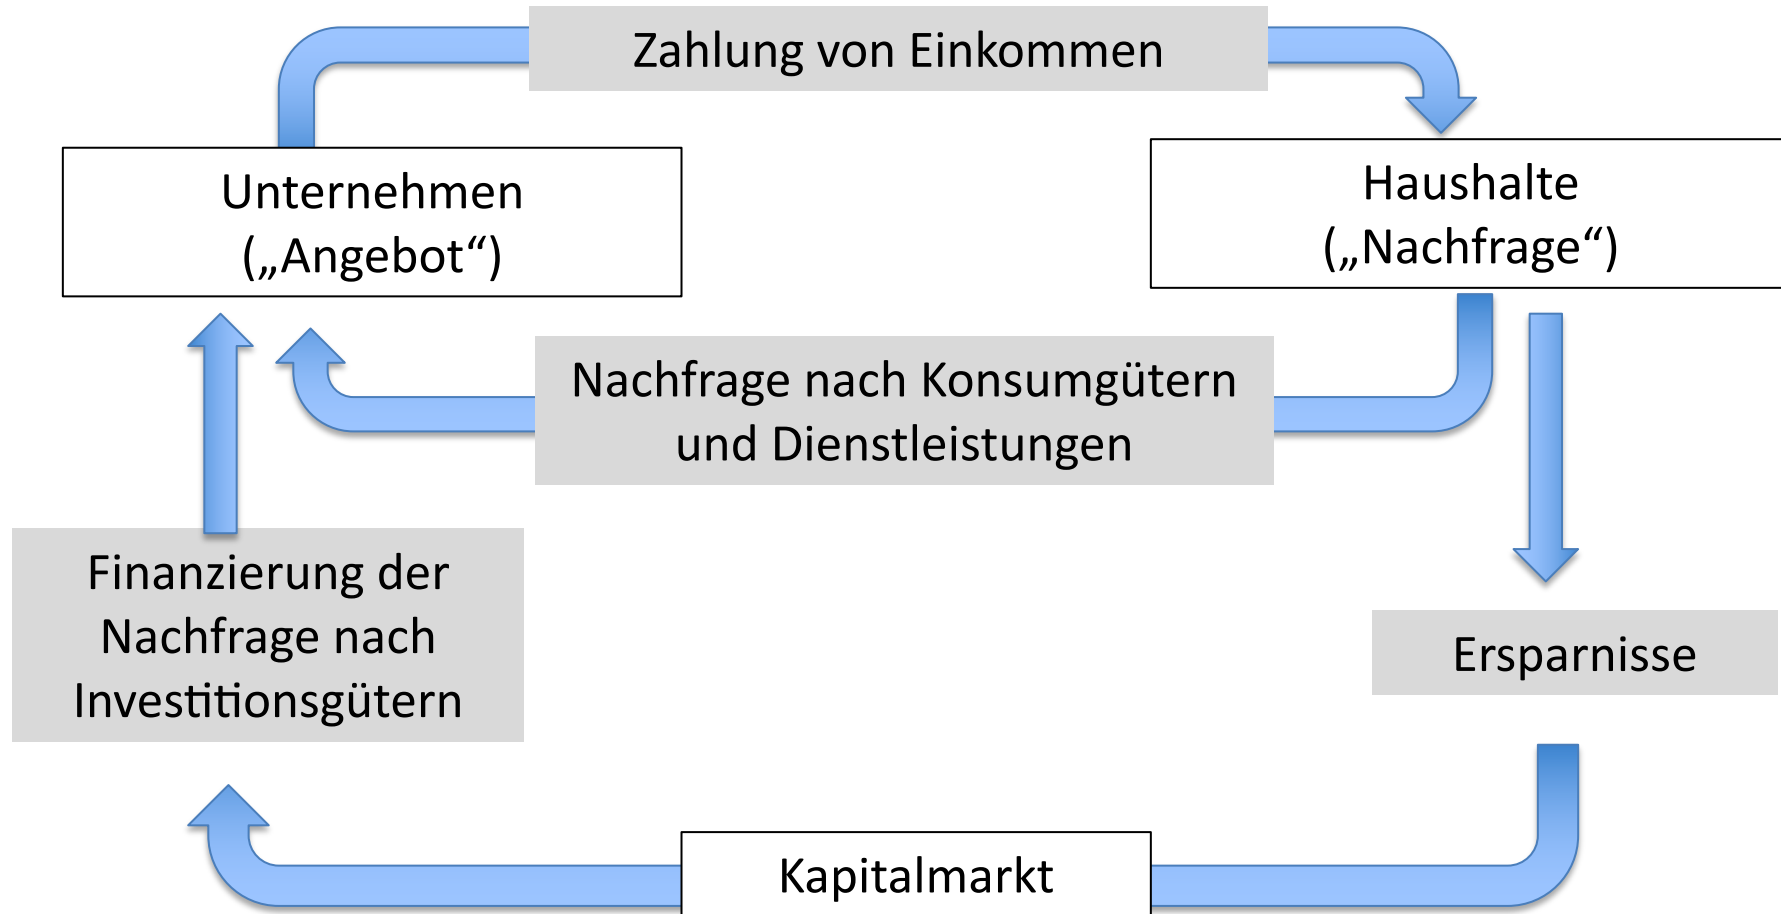 Zahlung von Einkommen
Unternehmen
(„Angebot“)
Haushalte
(„Nachfrage“)
Nachfrage nach Konsumgütern
und Dienstleistungen
Finanzierung der
Nachfrage nach
Investitionsgütern
Ersparnisse
Kapitalmarkt